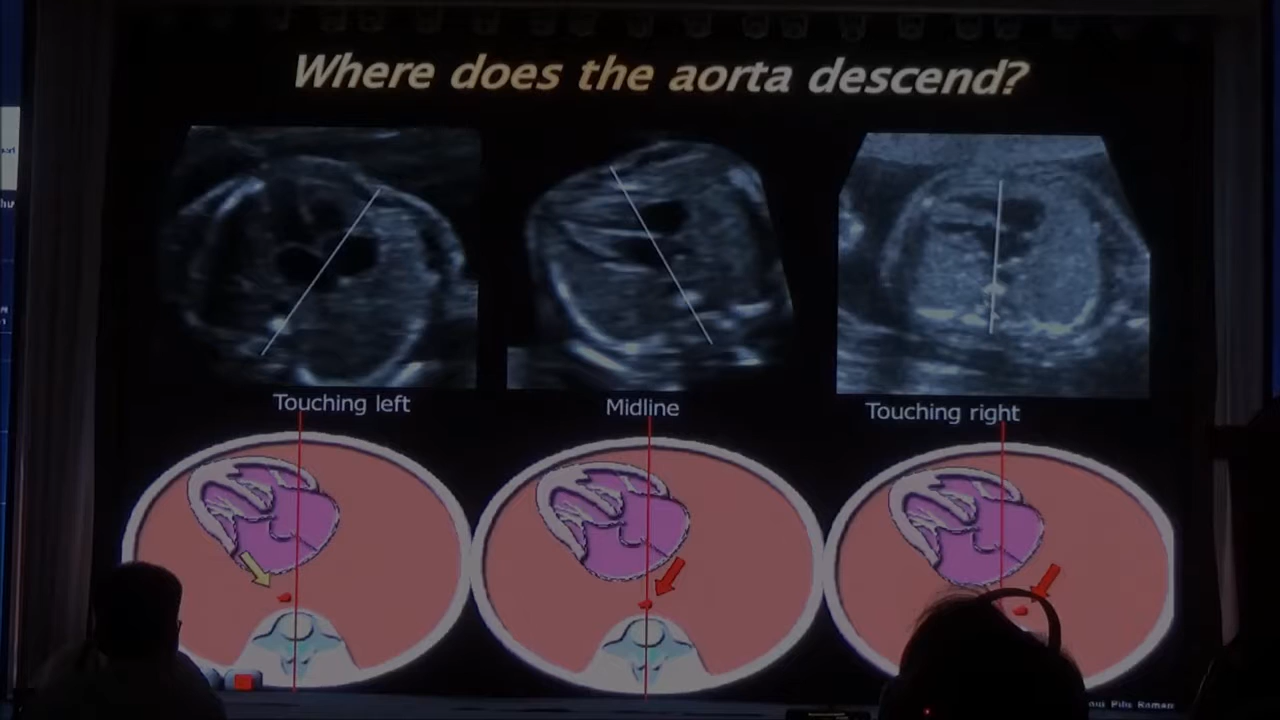 Where does the aorta descend?
Touching left
Midline
Touching right